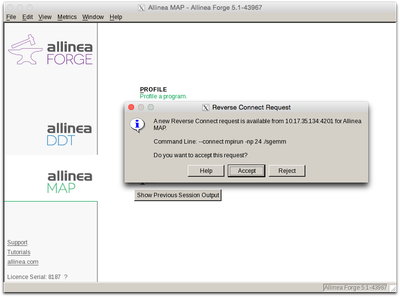 Allinea MAP - Allinea Forge 5.1-43967
File Edit View Metrics Window Help
allinea
FORGE
allinea
DDT
allinea
MAP
PROFILE
Profile a program.
Reverse Connect Request
A new Reverse Connect request is available from 10.17.35.134:4201 for Allinea
MAP
Command Line: --connect mpirun -np 24 ./sgemm
Do you want to accept this request?
Help Accept Reject
Show Previous Session Output
Support
Tutorials
allinea.com
Licence Serial: 8187 ?
Allinea Forge 5.1-43967